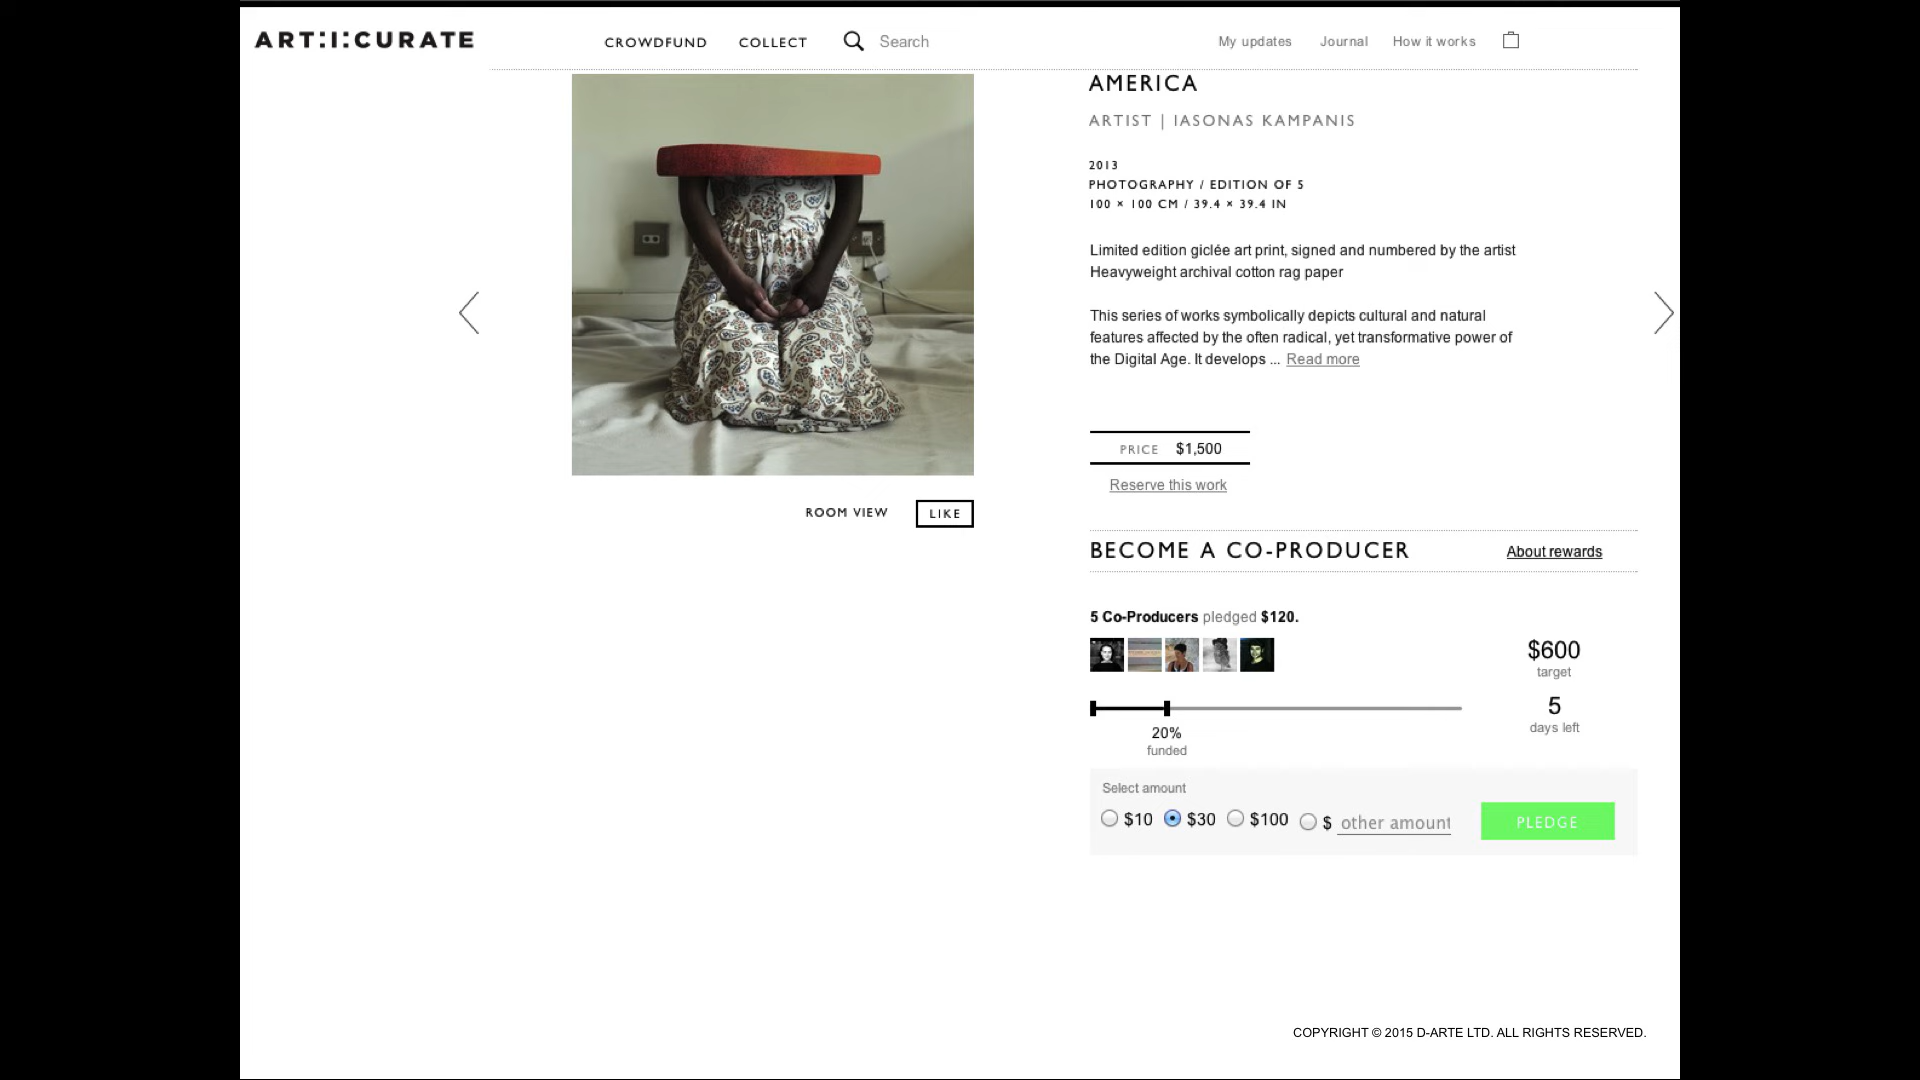 ART:I:CURATE
CROWDFUND COLLECT Search My updates Journal How it works
AMERICA
ARTIST | IASONAS KAMPANIS
2013
PHOTOGRAPHY / EDITION OF 5
100 × 100 CM / 39.4 × 39.4 IN
Limited edition giclée art print, signed and numbered by the artist
Heavyweight archival cotton rag paper
This series of works symbolically depicts cultural and natural
features affected by the often radical, yet transformative power of
the Digital Age. It develops ... Read more
PRICE $1,500
Reserve this work
ROOM VIEW LIKE
BECOME A CO-PRODUCER About rewards
5 Co-Producers pledged $120.
$600
target
5
days left
20%
funded
Select amount
$10 $30 $100 $ other amount PLEDGE
COPYRIGHT © 2015 D-ARTE LTD. ALL RIGHTS RESERVED.